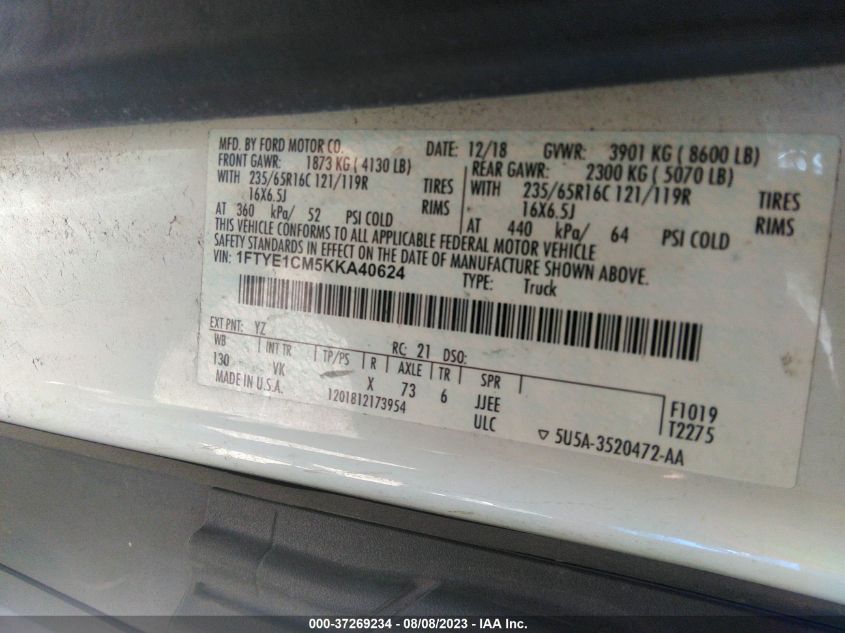 MFD. BY FORD MOTOR CO. DATE: 12/18 GVWR: 3901 KG ( 8600 LB)
FRONT GAWR: 1873 KG ( 4130 LB) REAR GAWR: 2300 KG ( 5070 LB)
WITH 235/65R16C 121/119R TIRES WITH 235/65R16C 121/119R TIRES
16X6.5J RIMS 16X6.5J RIMS
AT 360 kPa/ 52 PSI COLD AT 440 kPa/ 64 PSI COLD
THIS VEHICLE CONFORMS TO ALL APPLICABLE FEDERAL MOTOR VEHICLE
SAFETY STANDARDS IN EFFECT ON THE DATE OF MANUFACTURE SHOWN ABOVE.
VIN: 1FTYE1CM5KKA40624 TYPE: Truck
EXT PNT: YZ RC: 21 DSO:
WB INT TR TP/PS R AXLE TR SPR
130 VK X 73 6 JJEE F1019
MADE IN U.S.A. 1201812173954 ULC T2275
5U5A-3520472-AA
000-37269234 - 08/08/2023 - IAA Inc.